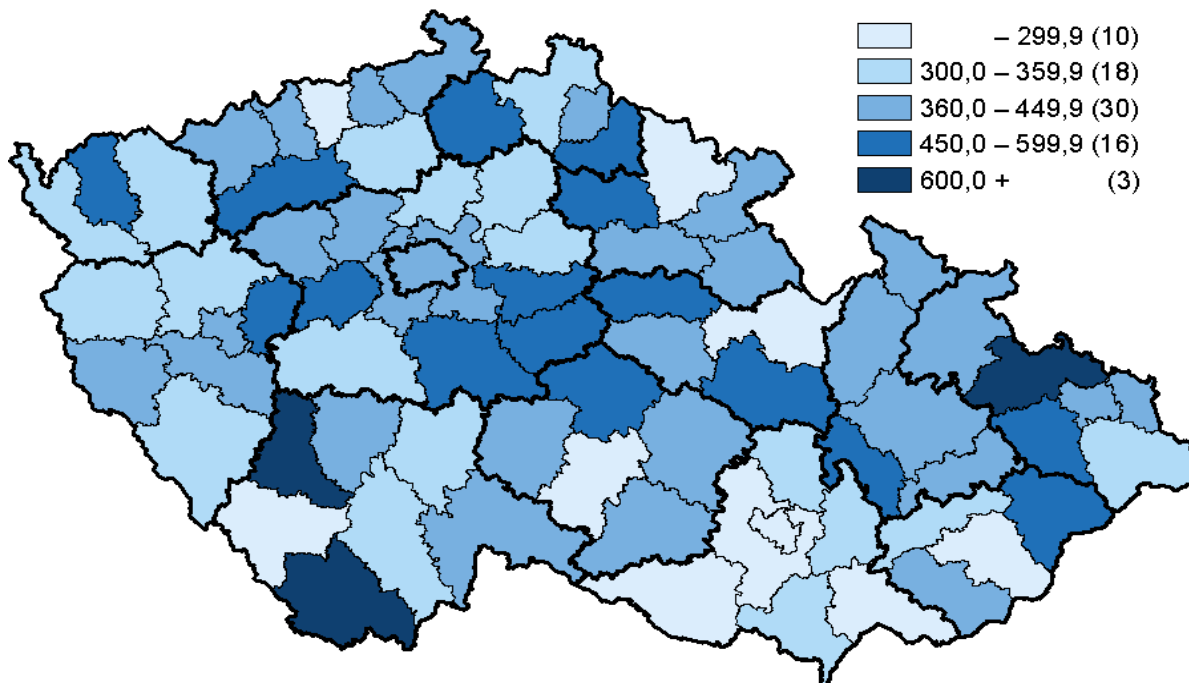 – 299,9 (10)
300,0 – 359,9 (18)
360,0 – 449,9 (30)
450,0 – 599,9 (16)
600,0 + (3)